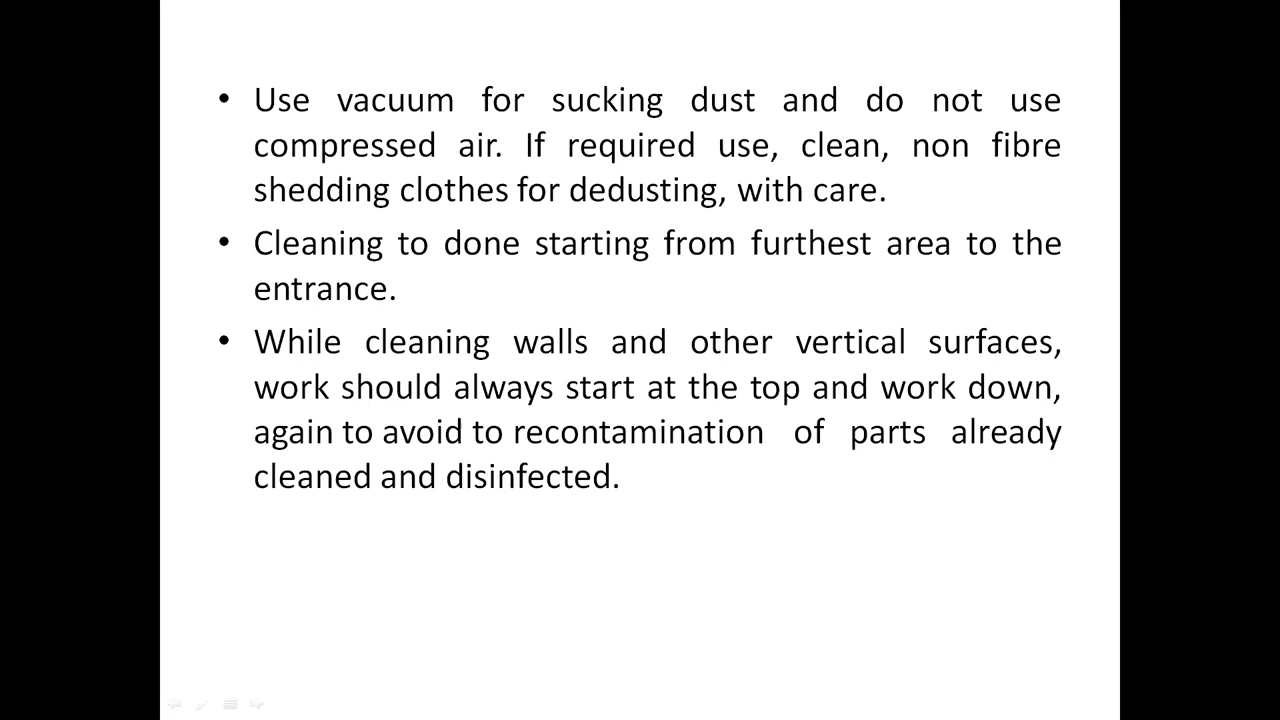 • Use vacuum for sucking dust and do not use
compressed air. If required use, clean, non fibre
shedding clothes for dedusting, with care.
• Cleaning to done starting from furthest area to the
entrance.
• While cleaning walls and other vertical surfaces,
work should always start at the top and work down,
again to avoid to recontamination of parts already
cleaned and disinfected.